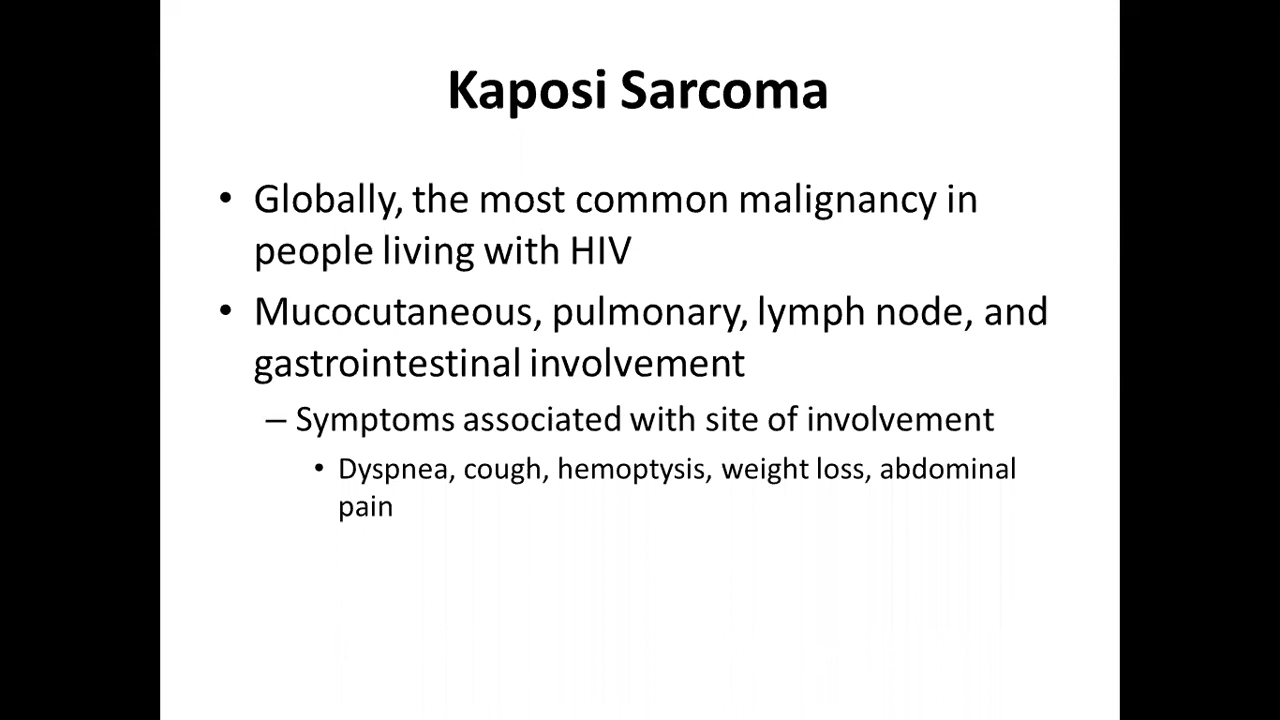 Kaposi Sarcoma
• Globally, the most common malignancy in
people living with HIV
• Mucocutaneous, pulmonary, lymph node, and
gastrointestinal involvement
– Symptoms associated with site of involvement
• Dyspnea, cough, hemoptysis, weight loss, abdominal
pain